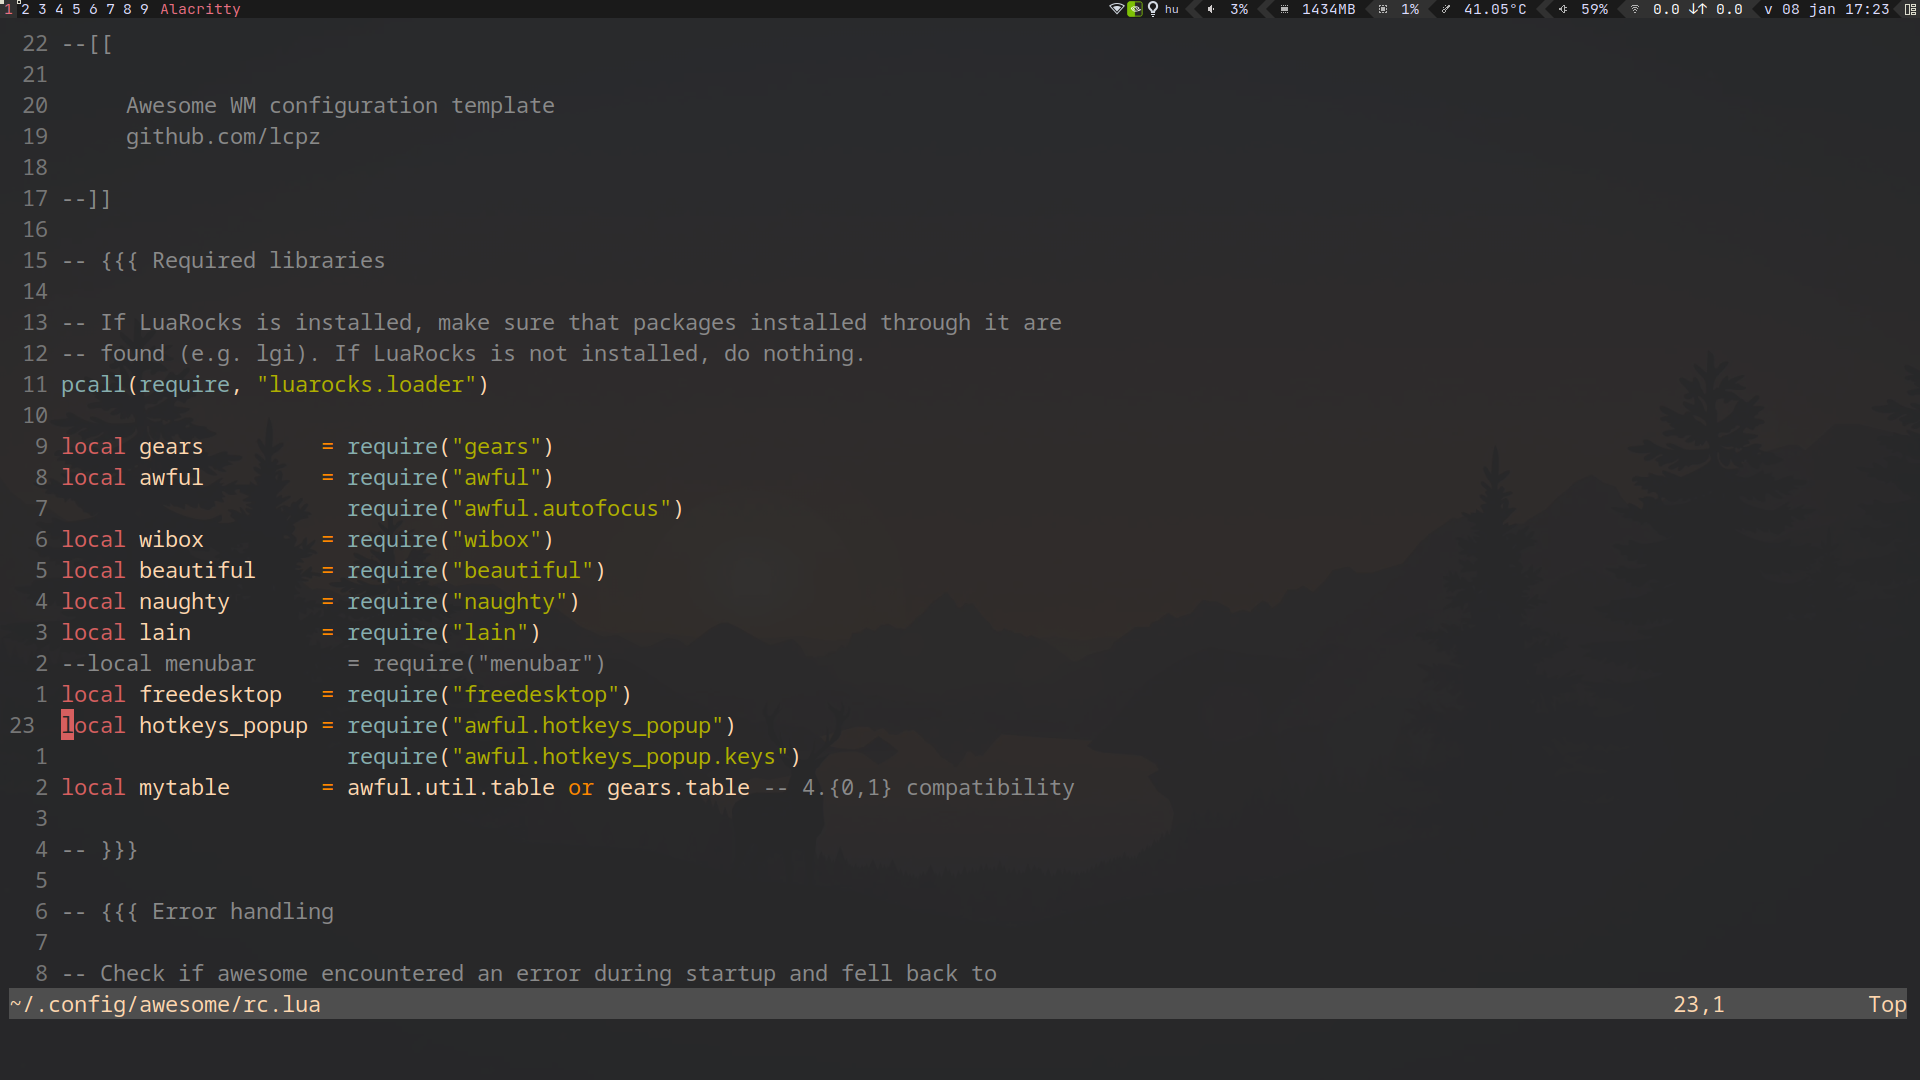 1 2 3 4 5 6 7 8 9 Alacritty hu 3% 1434MB 1% 41.05°C 59% 0.0 ↓↑ 0.0 v 08 jan 17:23
22 --[[
21
20      Awesome WM configuration template
19      github.com/lcpz
18
17 --]]
16
15 -- {{{ Required libraries
14
13 -- If LuaRocks is installed, make sure that packages installed through it are
12 -- found (e.g. lgi). If LuaRocks is not installed, do nothing.
11 pcall(require, "luarocks.loader")
10
9 local gears         = require("gears")
8 local awful         = require("awful")
7                       require("awful.autofocus")
6 local wibox         = require("wibox")
5 local beautiful     = require("beautiful")
4 local naughty       = require("naughty")
3 local lain          = require("lain")
2 --local menubar       = require("menubar")
1 local freedesktop   = require("freedesktop")
23 local hotkeys_popup = require("awful.hotkeys_popup")
1                       require("awful.hotkeys_popup.keys")
2 local mytable       = awful.util.table or gears.table -- 4.{0,1} compatibility
3
4 -- }}}
5
6 -- {{{ Error handling
7
8 -- Check if awesome encountered an error during startup and fell back to
~/.config/awesome/rc.lua 23,1 Top